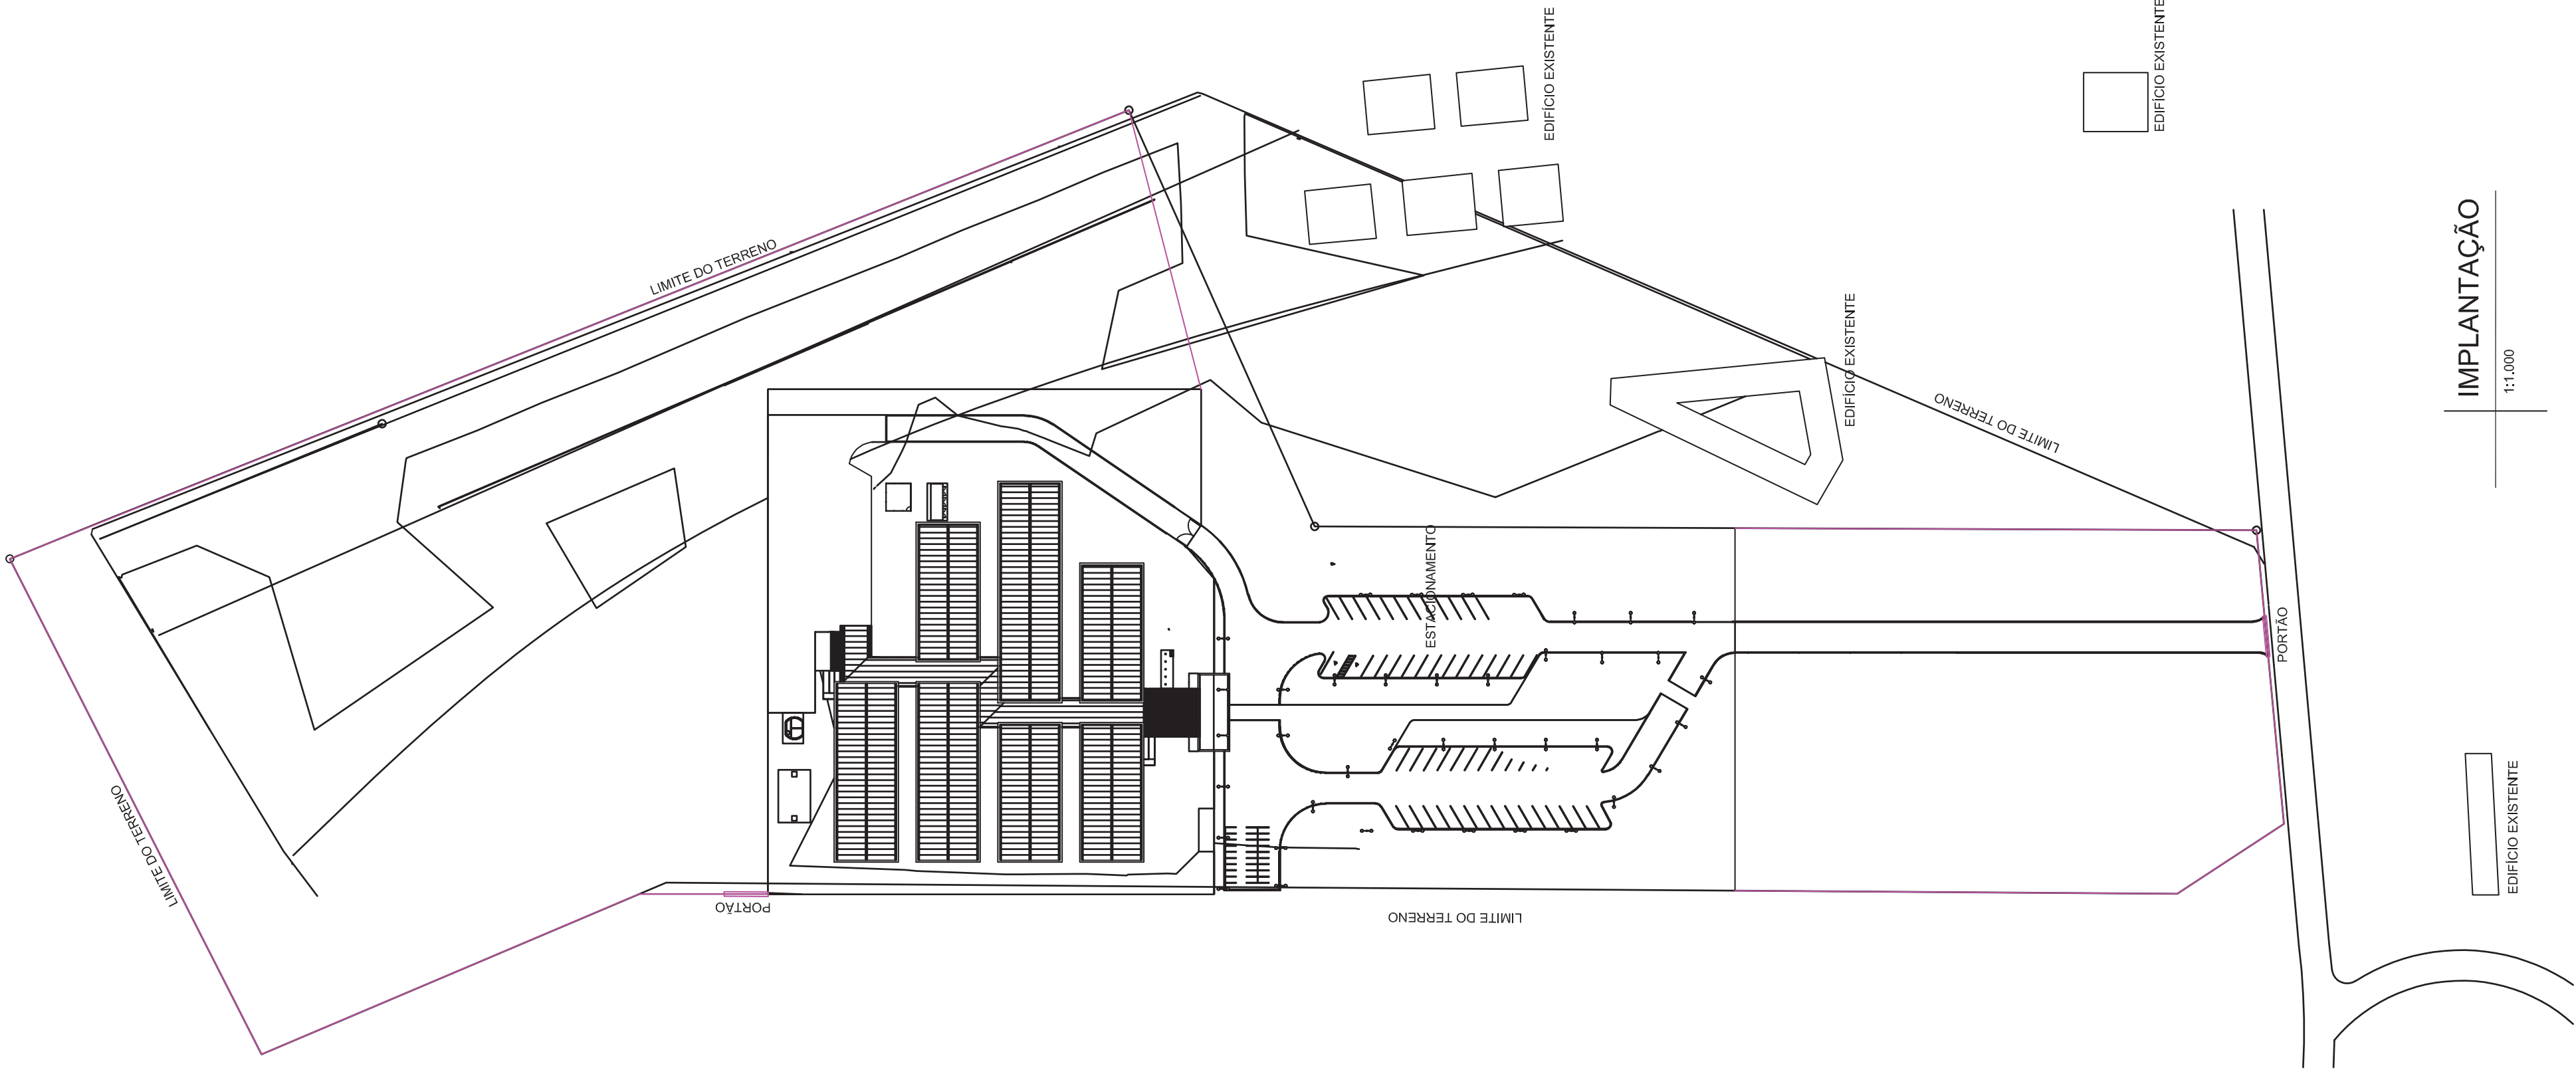 EDIFÍCIO EXISTENTE
EDIFÍCIO EXISTENTE
LIMITE DO TERRENO
IMPLANTAÇÃO
1:1.000
EDIFÍCIO EXISTENTE
LIMITE DO TERRENO
ESTACIONAMENTO
PORTÃO
LIMITE DO TERRENO
EDIFÍCIO EXISTENTE
PORTÃO
LIMITE DO TERRENO